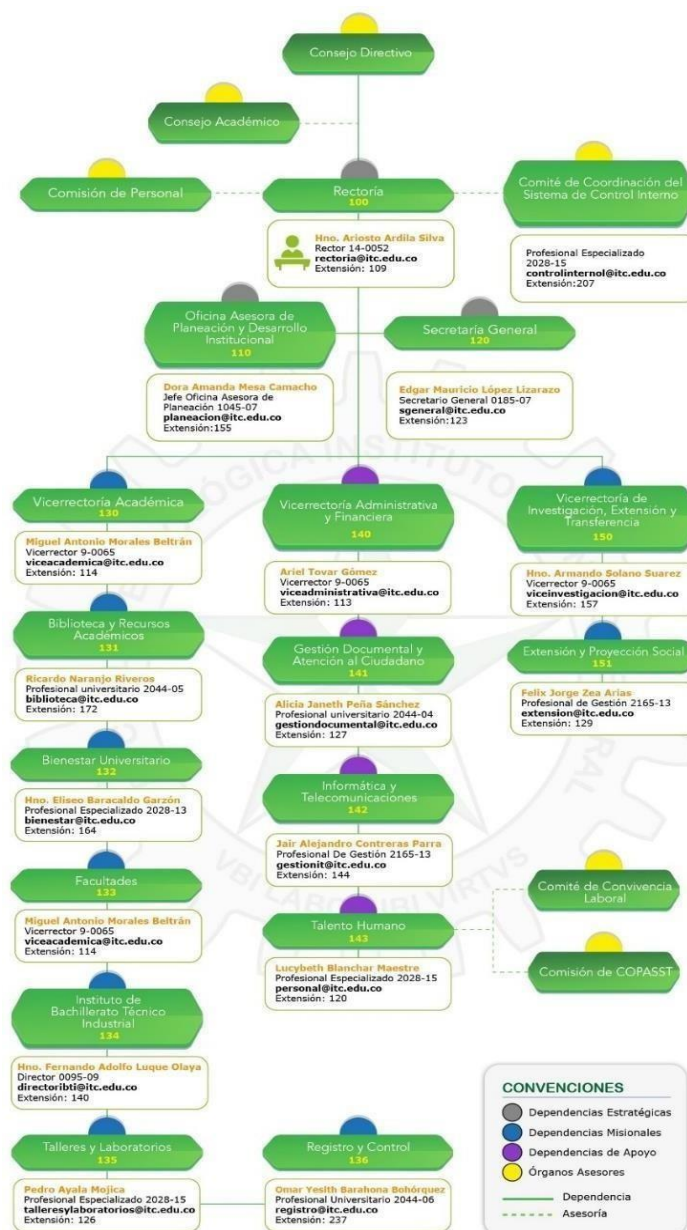 Consejo Directivo
Consejo Académico
Comisión de Personal
Rectoría
100
Comité de Coordinación del
Sistema de Control Interno
Hno. Ariosto Ardila Silva
Rector 14-0052
rectoria@itc.edu.co
Extensión: 109
Profesional Especializado
2028-15
controlinternol@itc.edu.co
Extensión:207
Oficina Asesora de
Planeación y Desarrollo
Institucional
110
Secretaría General
120
Dora Amanda Mesa Camacho
Jefe Oficina Asesora de
Planeación 1045-07
planeacion@itc.edu.co
Extensión:155
Edgar Mauricio López Lizarazo
Secretario General 0185-07
sgeneral@itc.edu.co
Extensión:123
Vicerrectoría Académica
130
Miguel Antonio Morales Beltrán
Vicerrector 9-0065
viceacademica@itc.edu.co
Extensión: 114
Vicerrectoría Administrativa
y Financiera
140
Ariel Tovar Gómez
Vicerrector 9-0065
viceadministrativa@itc.edu.co
Extensión: 113
Vicerrectoría de
Investigación, Extensión y
Transferencia
150
Hno. Armando Solano Suarez
Vicerrector 9-0065
viceinvestigacion@itc.edu.co
Extensión: 157
Biblioteca y Recursos
Académicos
131
Ricardo Naranjo Riveros
Profesional universitario 2044-05
biblioteca@itc.edu.co
Extensión: 172
Gestión Documental y
Atención al Ciudadano
141
Alicia Janeth Peña Sánchez
Profesional universitario 2044-04
gestiondocumental@itc.edu.co
Extensión: 127
Extensión y Proyección Social
151
Felix Jorge Zea Arias
Profesional de Gestión 2165-13
extension@itc.edu.co
Extensión: 129
Bienestar Universitario
132
Hno. Eliseo Baracaldo Garzón
Profesional Especializado 2028-13
bienestar@itc.edu.co
Extensión: 164
Informática y
Telecomunicaciones
142
Jaïr Alejandro Contreras Parra
Profesional De Gestión 2165-13
gestionit@itc.edu.co
Extensión: 144
Facultades
133
Miguel Antonio Morales Beltrán
Vicerrector 9-0065
viceacademica@itc.edu.co
Extensión: 114
Talento Humano
143
Lucybeth Blanchar Maestre
Profesional Especializado 2028-15
personal@itc.edu.co
Extensión: 120
Comité de Convivencia
Laboral
Comisión de COPASST
Instituto de
Bachillerato Técnico
Industrial
134
Hno. Fernando Adolfo Luque Olaya
Director 0095-09
directoribti@itc.edu.co
Extensión: 140
Talleres y Laboratorios
135
Pedro Ayala Mojica
Profesional Especializado 2028-15
talleresylaboratorios@itc.edu.co
Extensión: 126
Registro y Control
136
Omar Yesith Barahona Bohórquez
Profesional Universitario 2044-06
registro@itc.edu.co
Extensión: 237
CONVENCIONES
Dependencias Estratégicas
Dependencias Misionales
Dependencias de Apoyo
Órganos Asesores
Dependencia
Asesoría